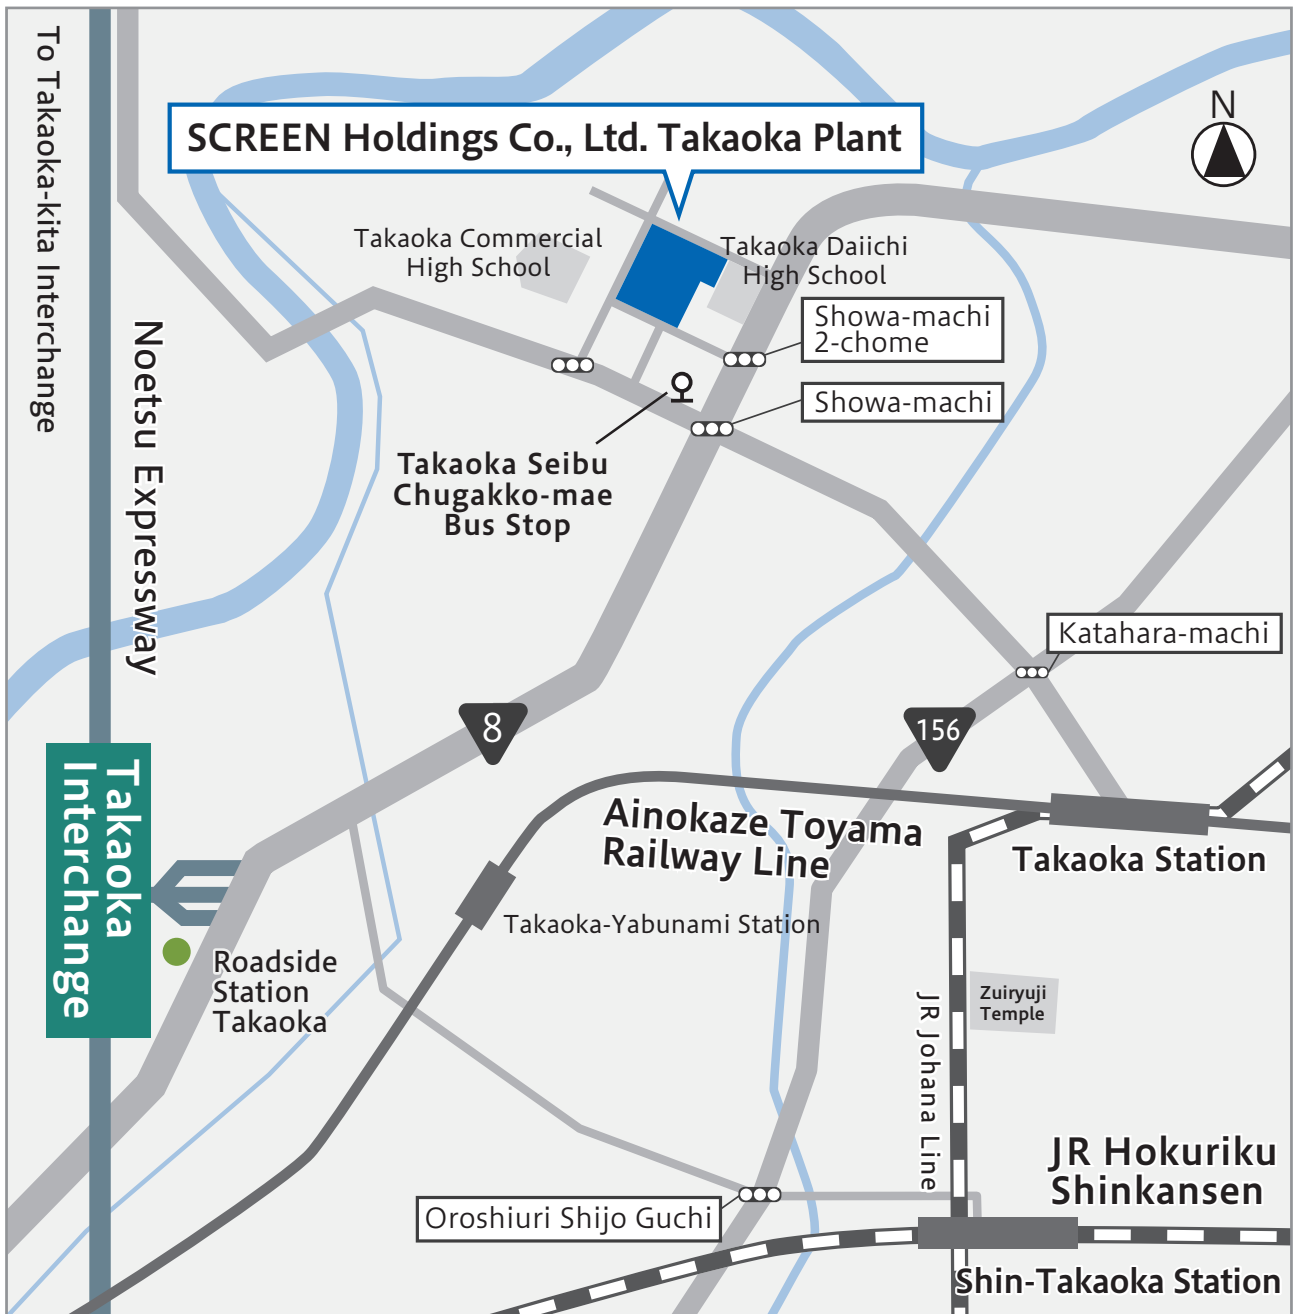 To Takaoka-kita Interchange
N
SCREEN Holdings Co., Ltd. Takaoka Plant
Takaoka Commercial
High School
Takaoka Daiichi
High School
Showa-machi
2-chome
Showa-machi
Noetsu Expressway
Takaoka Seibu
Chugakko-mae
Bus Stop
Katahara-machi
8
156
Takaoka
Interchange
Ainokaze Toyama
Railway Line
Takaoka Station
Takaoka-Yabunami Station
Roadside
Station
Takaoka
Zuiryuji
Temple
JR Johana Line
JR Hokuriku
Shinkansen
Oroshiuri Shijo Guchi
Shin-Takaoka Station